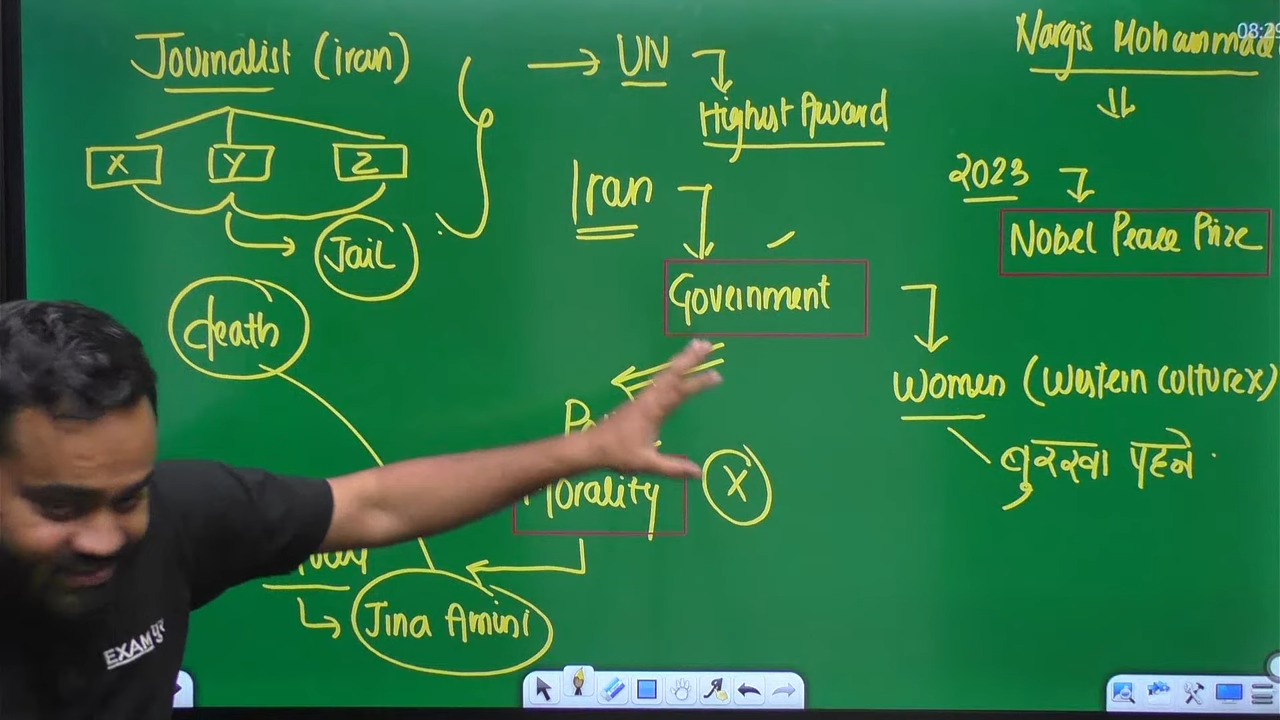 Journalist (iran)
X Y Z
Jail
death
→ UN
Highest Award
Iran
Government
Morality
X
Jina Amini
Nargis Mohammad
08:29
2023
Nobel Peace Prize
Women (Western Culture x)
बुरखा पहने
EXAM पुर